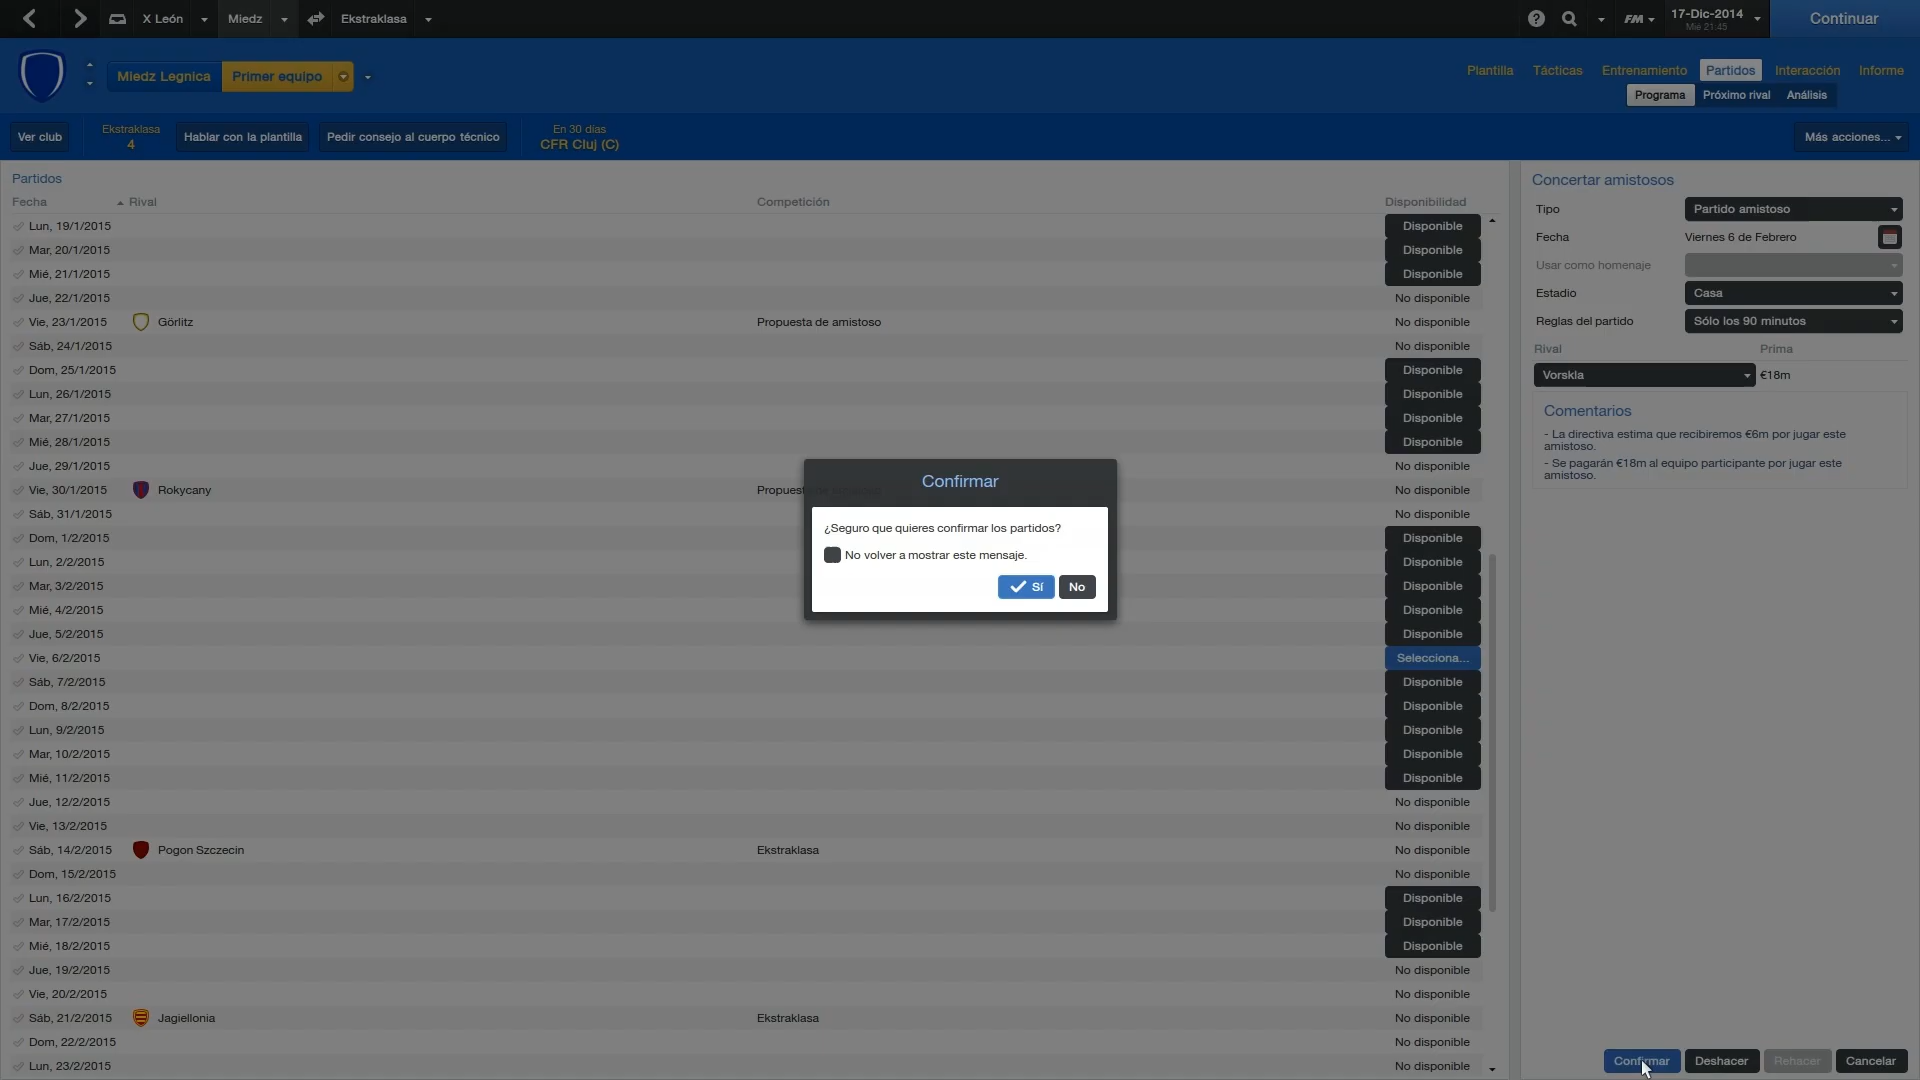 X León Miedz Ekstraklasa ? FM 17-Dic-2014 Mié 21:45 Continuar
Miedz Legnica Primer equipo
Plantilla Tácticas Entrenamiento Partidos Interacción Informe
Programa Próximo rival Análisis
Ver club Ekstraklasa 4 Hablar con la plantilla Pedir consejo al cuerpo técnico En 30 días CFR Cluj (C) Más acciones...
Partidos
Fecha Rival Competición Disponibilidad
Lun, 19/1/2015 Disponible
Mar, 20/1/2015 Disponible
Mié, 21/1/2015 Disponible
Jue, 22/1/2015 No disponible
Vie, 23/1/2015 Görlitz Propuesta de amistoso No disponible
Sáb, 24/1/2015 No disponible
Dom, 25/1/2015 Disponible
Lun, 26/1/2015 Disponible
Mar, 27/1/2015 Disponible
Mié, 28/1/2015 Disponible
Jue, 29/1/2015 No disponible
Vie, 30/1/2015 Rokycany Propuest No disponible
Sáb, 31/1/2015 No disponible
Dom, 1/2/2015 Disponible
Lun, 2/2/2015 Disponible
Mar, 3/2/2015 Disponible
Mié, 4/2/2015 Disponible
Jue, 5/2/2015 Disponible
Vie, 6/2/2015 Selecciona...
Sáb, 7/2/2015 Disponible
Dom, 8/2/2015 Disponible
Lun, 9/2/2015 Disponible
Mar, 10/2/2015 Disponible
Mié, 11/2/2015 Disponible
Jue, 12/2/2015 No disponible
Vie, 13/2/2015 No disponible
Sáb, 14/2/2015 Pogon Szczecin Ekstraklasa No disponible
Dom, 15/2/2015 No disponible
Lun, 16/2/2015 Disponible
Mar, 17/2/2015 Disponible
Mié, 18/2/2015 Disponible
Jue, 19/2/2015 No disponible
Vie, 20/2/2015 No disponible
Sáb, 21/2/2015 Jagiellonia Ekstraklasa No disponible
Dom, 22/2/2015 No disponible
Lun, 23/2/2015 No disponible
Confirmar
¿Seguro que quieres confirmar los partidos?
No volver a mostrar este mensaje.
Sí No
Concertar amistosos
Tipo Partido amistoso
Fecha Viernes 6 de Febrero
Usar como homenaje
Estadio Casa
Reglas del partido Sólo los 90 minutos
Rival Prima
Vorskla €18m
Comentarios
- La directiva estima que recibiremos €6m por jugar este
amistoso.
- Se pagarán €18m al equipo participante por jugar este
amistoso.
Confirmar Deshacer Rehacer Cancelar